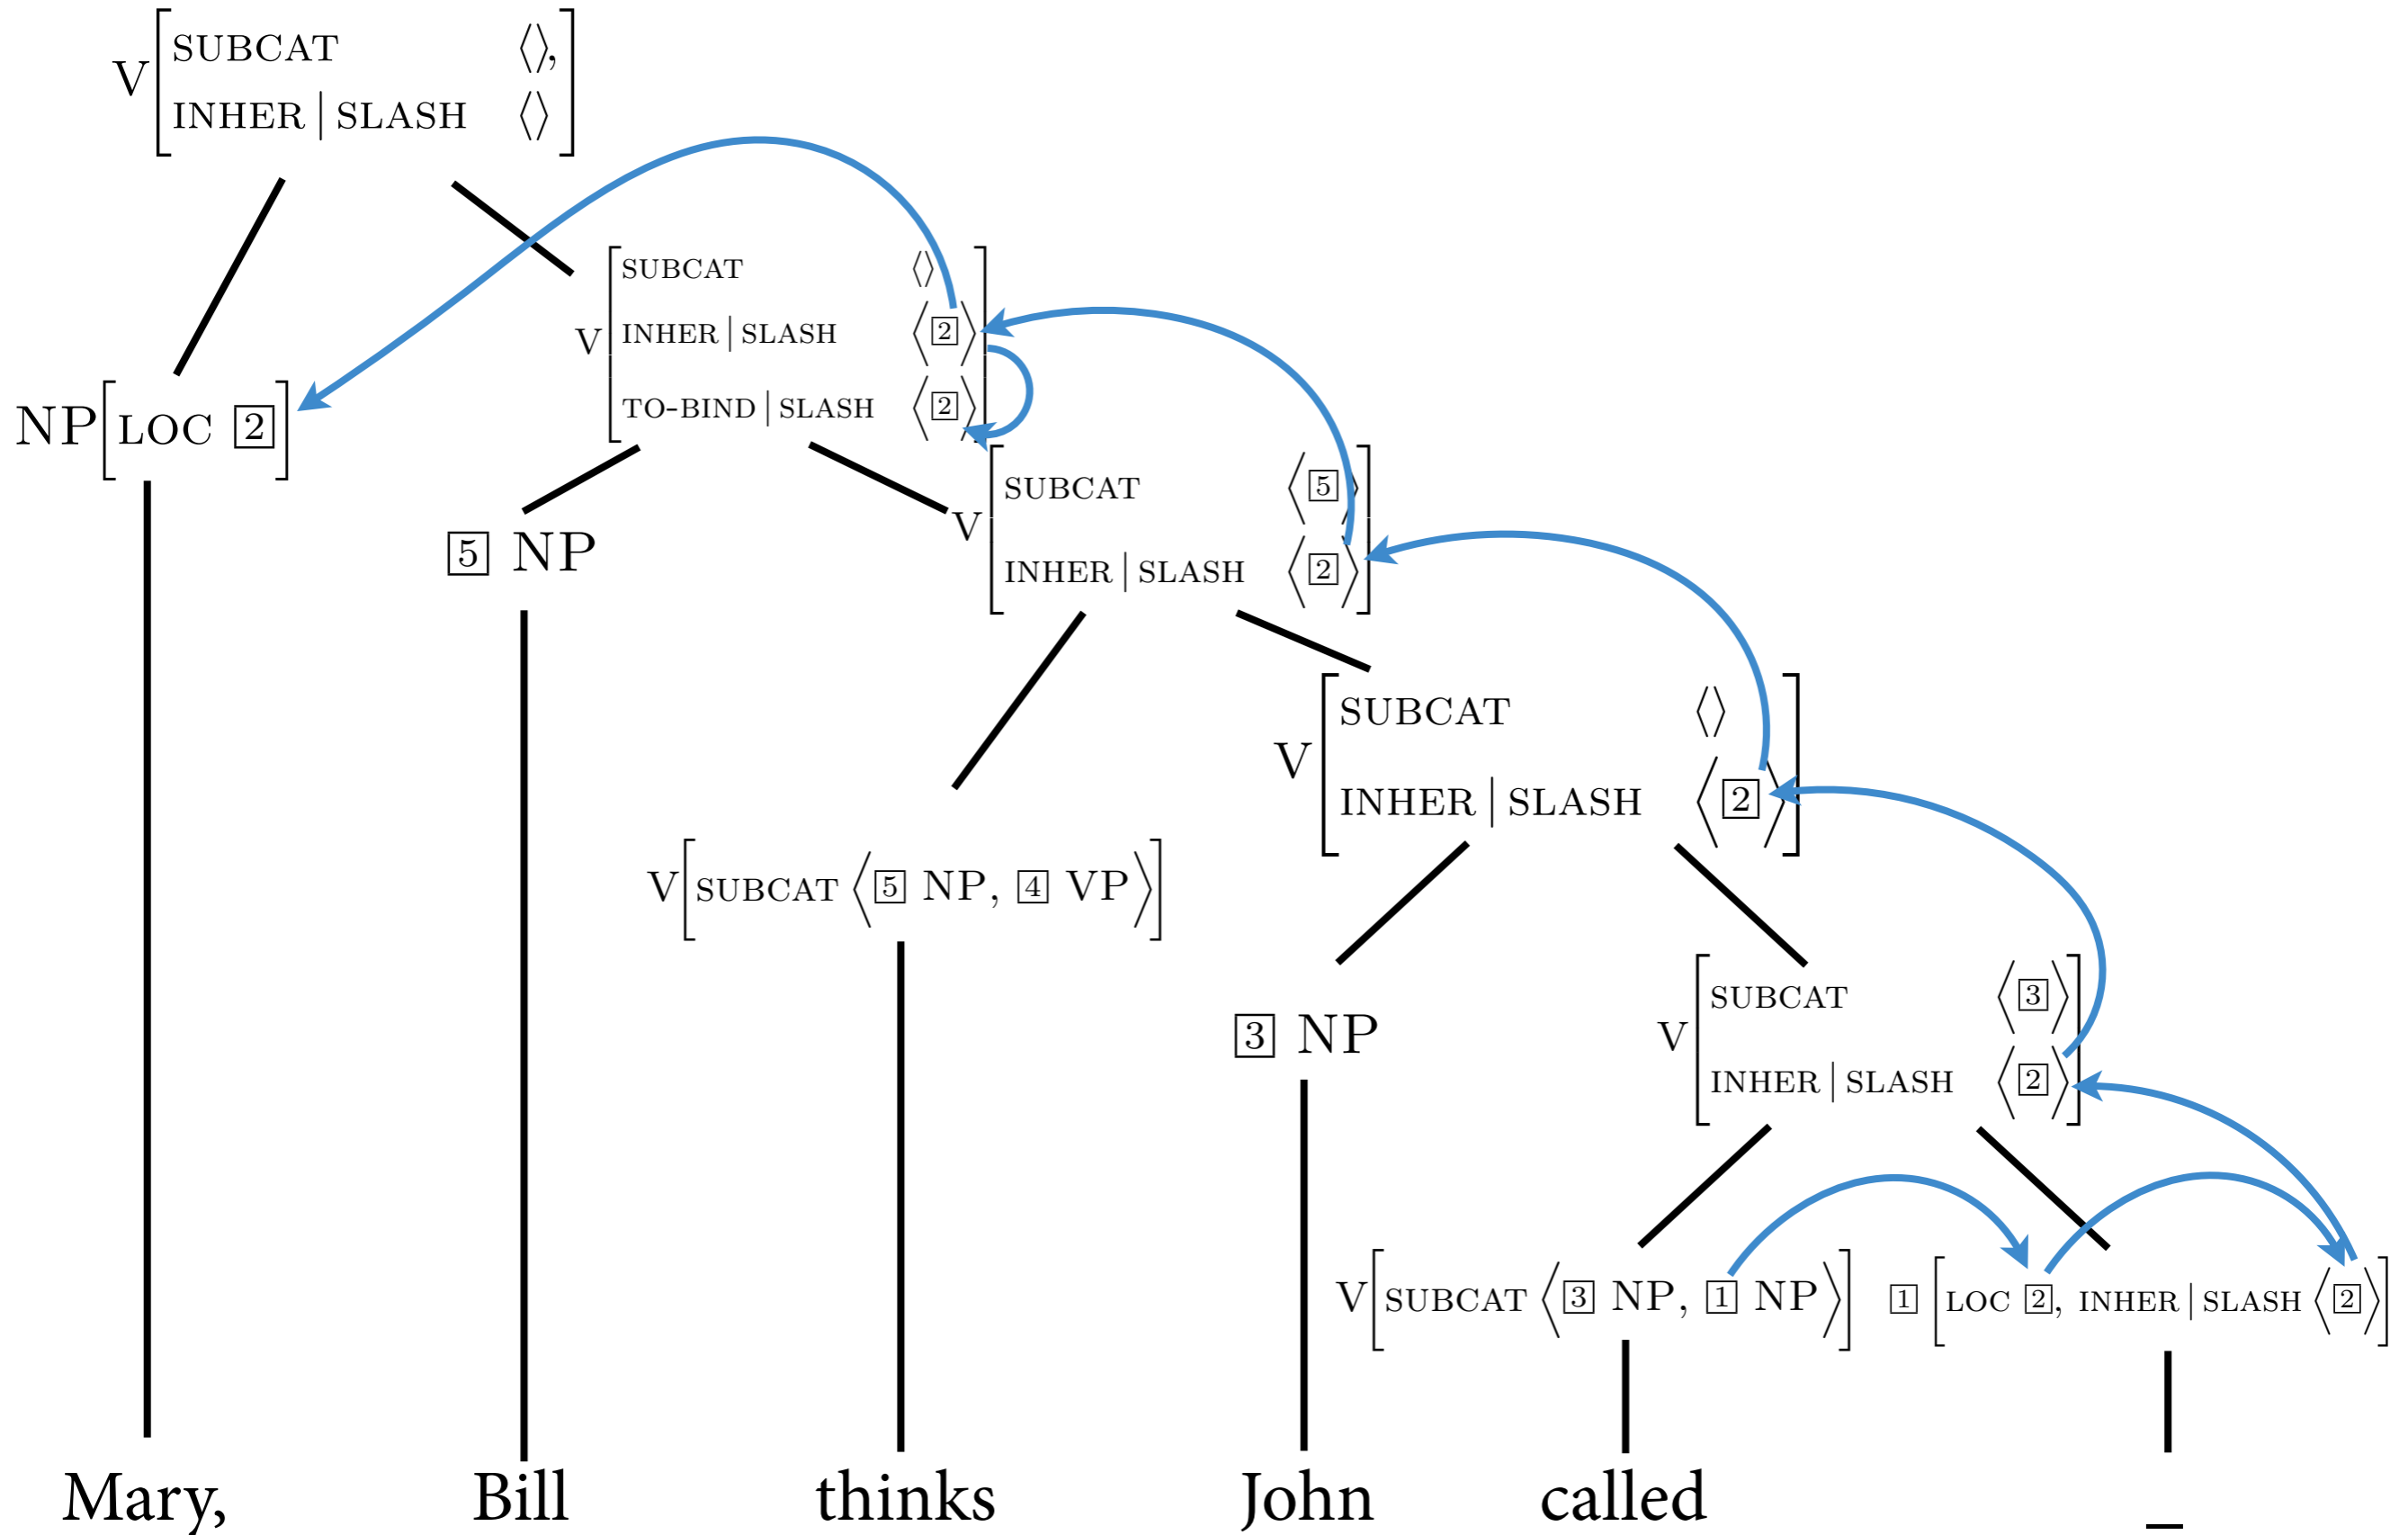 V[SUBCAT ⟨⟩,
INHER | SLASH ⟨⟩]
V[SUBCAT ⟨⟩
INHER | SLASH ⟨2⟩
TO-BIND | SLASH ⟨2⟩]
NP[LOC 2]
V[SUBCAT ⟨5⟩
INHER | SLASH ⟨2⟩]
5 NP
V[SUBCAT ⟨⟩
INHER | SLASH ⟨2⟩]
V[SUBCAT ⟨5 NP, 4 VP⟩]
V[SUBCAT ⟨3⟩
INHER | SLASH ⟨2⟩]
3 NP
V[SUBCAT ⟨3 NP, 1 NP⟩] 1 [LOC 2, INHER | SLASH ⟨2⟩]
Mary, Bill thinks John called _